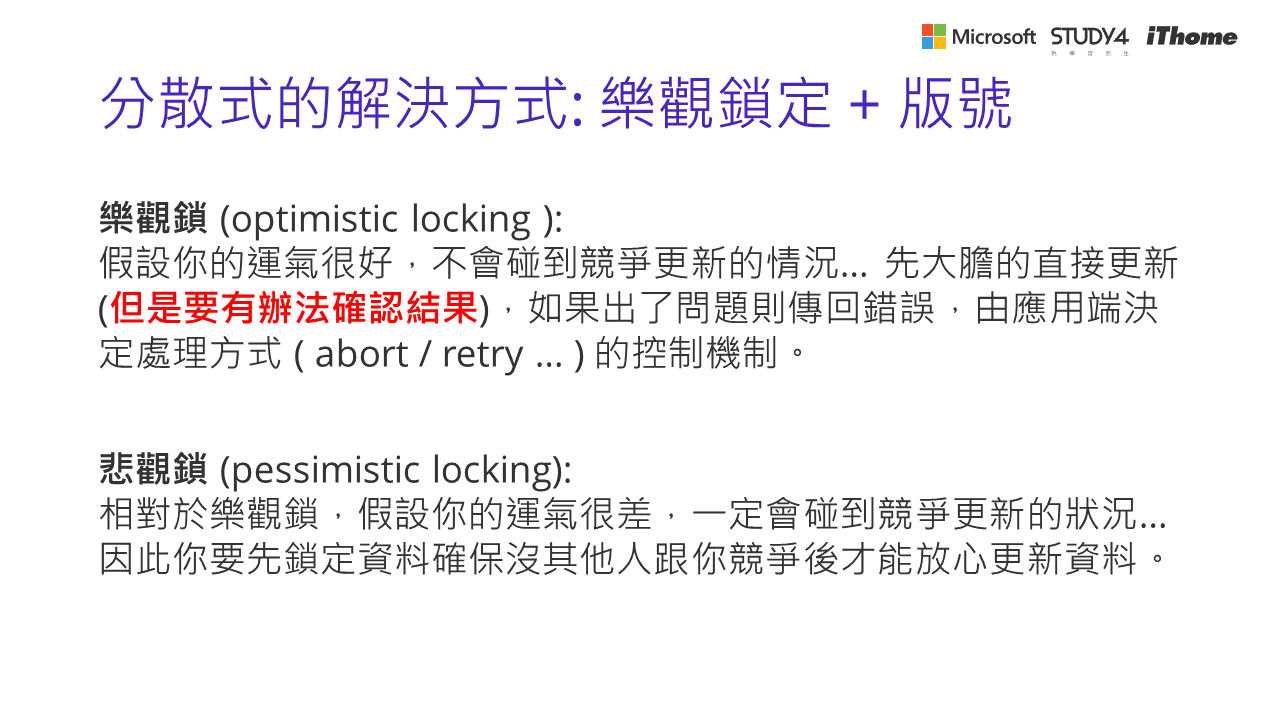 Microsoft STUDY4 iThome
為學習而生
分散式的解決方式: 樂觀鎖定 + 版號
樂觀鎖 (optimistic locking ):
假設你的運氣很好，不會碰到競爭更新的情況... 先大膽的直接更新
(但是要有辦法確認結果)，如果出了問題則傳回錯誤，由應用端決
定處理方式 ( abort / retry ... ) 的控制機制。
悲觀鎖 (pessimistic locking):
相對於樂觀鎖，假設你的運氣很差，一定會碰到競爭更新的狀況...
因此你要先鎖定資料確保沒其他人跟你競爭後才能放心更新資料。